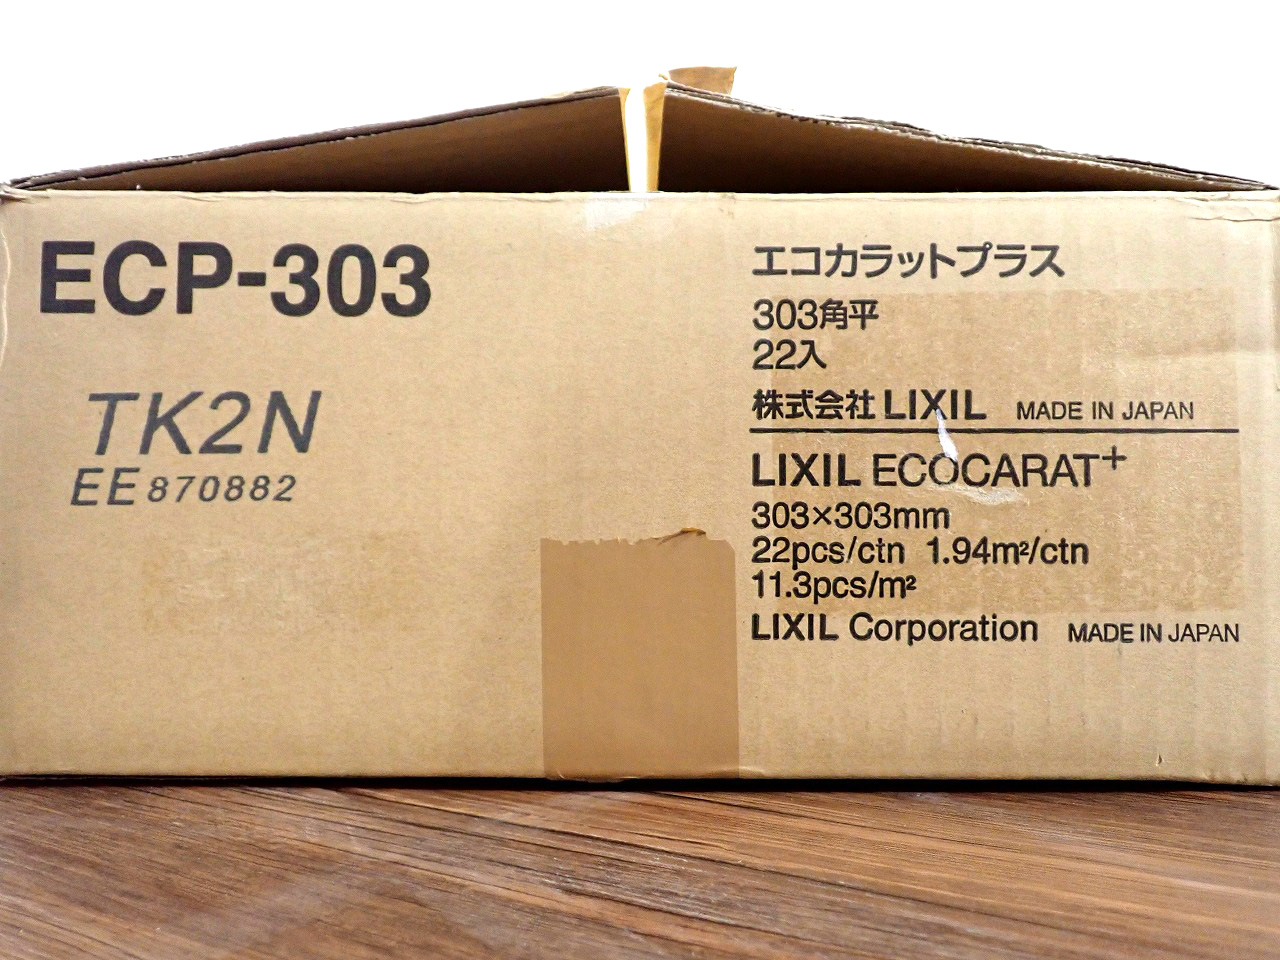 ECP-303
TK2N
EE870882
エコカラットプラス
303角平
22入
株式会社 LIXIL MADE IN JAPAN
LIXIL ECOCARAT+
303×303mm
22pcs/ctn 1.94m²/ctn
11.3pcs/m²
LIXIL Corporation MADE IN JAPAN